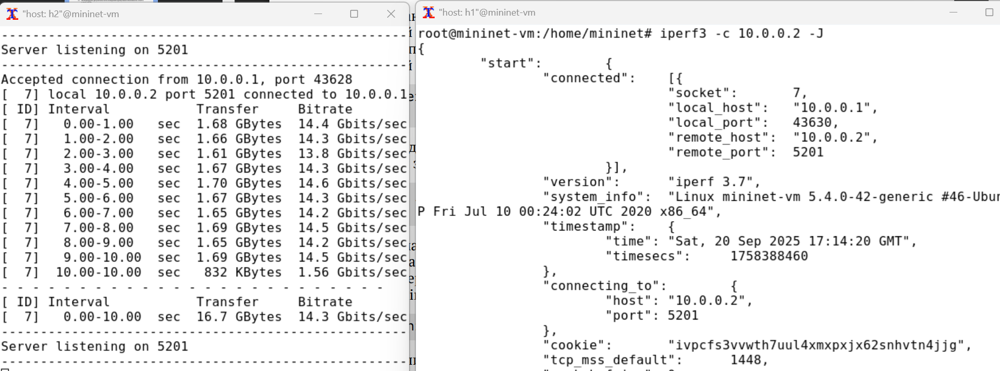 "host: h2"@mininet-vm
-----------------------------------------------------------
Server listening on 5201
-----------------------------------------------------------
Accepted connection from 10.0.0.1, port 43628
[  7] local 10.0.0.2 port 5201 connected to 10.0.0.1
[ ID] Interval           Transfer     Bitrate
[  7]   0.00-1.00   sec  1.68 GBytes  14.4 Gbits/sec
[  7]   1.00-2.00   sec  1.66 GBytes  14.3 Gbits/sec
[  7]   2.00-3.00   sec  1.61 GBytes  13.8 Gbits/sec
[  7]   3.00-4.00   sec  1.67 GBytes  14.3 Gbits/sec
[  7]   4.00-5.00   sec  1.70 GBytes  14.6 Gbits/sec
[  7]   5.00-6.00   sec  1.67 GBytes  14.3 Gbits/sec
[  7]   6.00-7.00   sec  1.65 GBytes  14.2 Gbits/sec
[  7]   7.00-8.00   sec  1.69 GBytes  14.5 Gbits/sec
[  7]   8.00-9.00   sec  1.65 GBytes  14.2 Gbits/sec
[  7]   9.00-10.00  sec  1.69 GBytes  14.5 Gbits/sec
[  7]  10.00-10.00  sec   832 KBytes  1.56 Gbits/sec
- - - - - - - - - - - - - - - - - - - - - - - - -
[ ID] Interval           Transfer     Bitrate
[  7]   0.00-10.00  sec  16.7 GBytes  14.3 Gbits/sec
-----------------------------------------------------------
Server listening on 5201
-----------------------------------------------------------
"host: h1"@mininet-vm
root@mininet-vm:/home/mininet# iperf3 -c 10.0.0.2 -J
{
"start": {
"connected": [{
"socket": 7,
"local_host": "10.0.0.1",
"local_port": 43630,
"remote_host": "10.0.0.2",
"remote_port": 5201
}],
"version": "iperf 3.7",
"system_info": "Linux mininet-vm 5.4.0-42-generic #46-Ubun
P Fri Jul 10 00:24:02 UTC 2020 x86_64",
"timestamp": {
"time": "Sat, 20 Sep 2025 17:14:20 GMT",
"timesecs": 1758388460
},
"connecting_to": {
"host": "10.0.0.2",
"port": 5201
},
"cookie": "ivpcfs3vvwth7uul4xmxpxjx62snhvtn4jjg",
"tcp_mss_default": 1448,